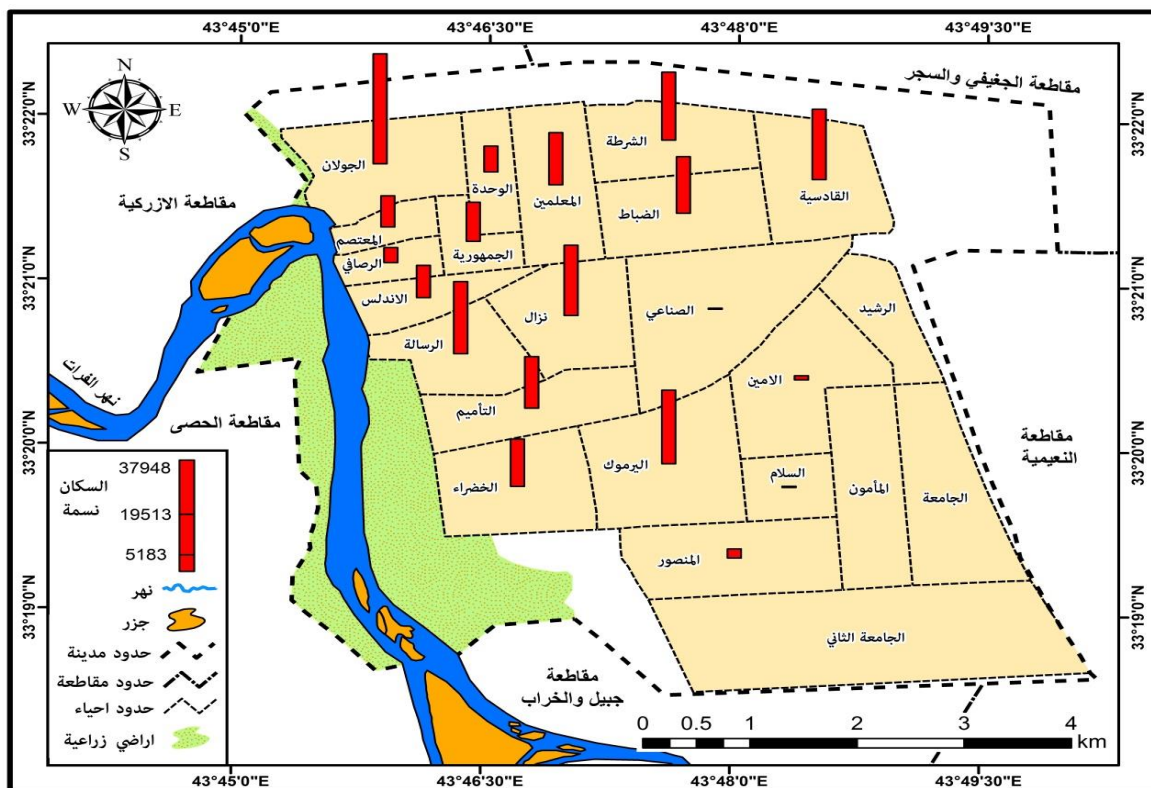 43°45'0"E
43°46'30"E
43°48'0"E
43°49'30"E
33°22'0"N
33°21'0"N
33°20'0"N
33°19'0"N
33°22'0"N
33°21'0"N
33°20'0"N
33°19'0"N
N
W
E
S
مقاطعة الجغيفي والسجر
الشرطة
الجولان
الوحدة
المعلمين
الضباط
القادسية
مقاطعة الازركية
المعتصم
الرصافي
الجمهورية
الاندلس
نزال
الصناعي
الرشيد
الرسالة
نهر الفرات
الامين
التأميم
مقاطعة الحصى
مقاطعة
النعيمية
اليرموك
السلام
المأمون
الجامعة
الخضراء
المنصور
الجامعة الثاني
مقاطعة
جبيل والخراب
37948
19513
5183
السكان
نسمة
نهر
جزر
حدود مدينة
حدود مقاطعة
حدود احياء
اراضي زراعية
0 0.5 1 2 3 4
km
43°45'0"E
43°46'30"E
43°48'0"E
43°49'30"E